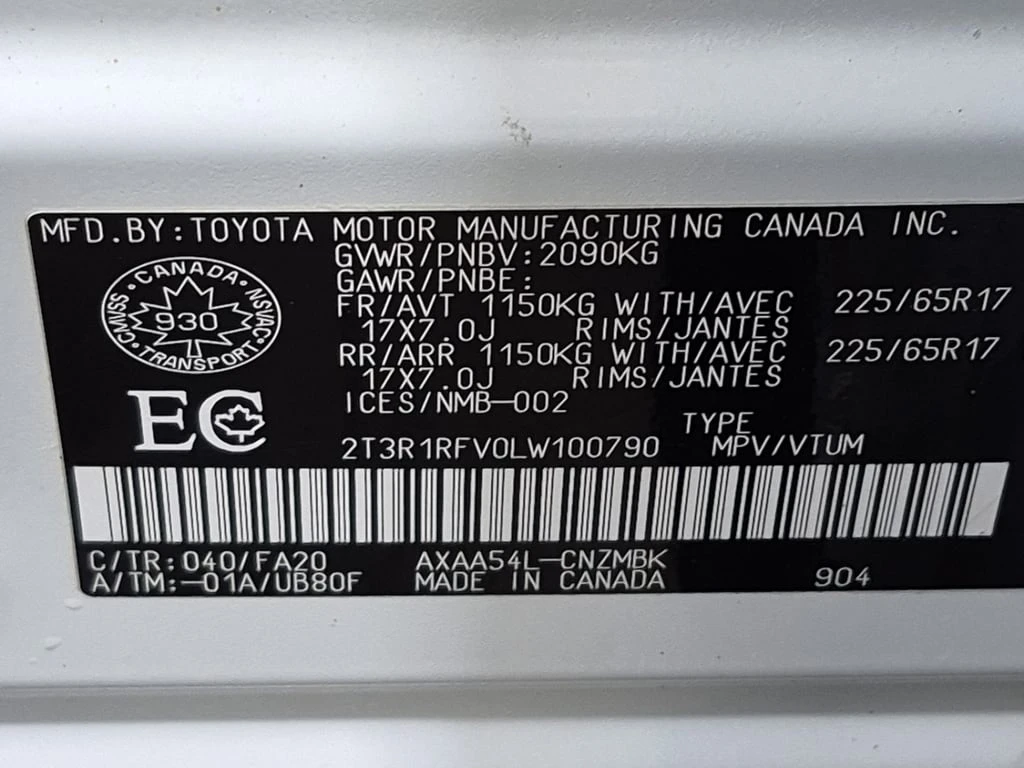 MFD.BY:TOYOTA MOTOR MANUFACTURING CANADA INC.
GVWR/PNBV:2090KG
GAWR/PNBE:
FR/AVT 1150KG WITH/AVEC 225/65R17
17X7.0J RIMS/JANTES
RR/ARR 1150KG WITH/AVEC 225/65R17
17X7.0J RIMS/JANTES
ICES/NMB-002
CANADA
CMVSS
930
NSVAC
TRANSPORT
EC
TYPE
2T3R1RFV0LW100790 MPV/VTUM
C/TR:040/FA20 AXAA54L-CNZMBK
A/TM:-01A/UB80F MADE IN CANADA 904